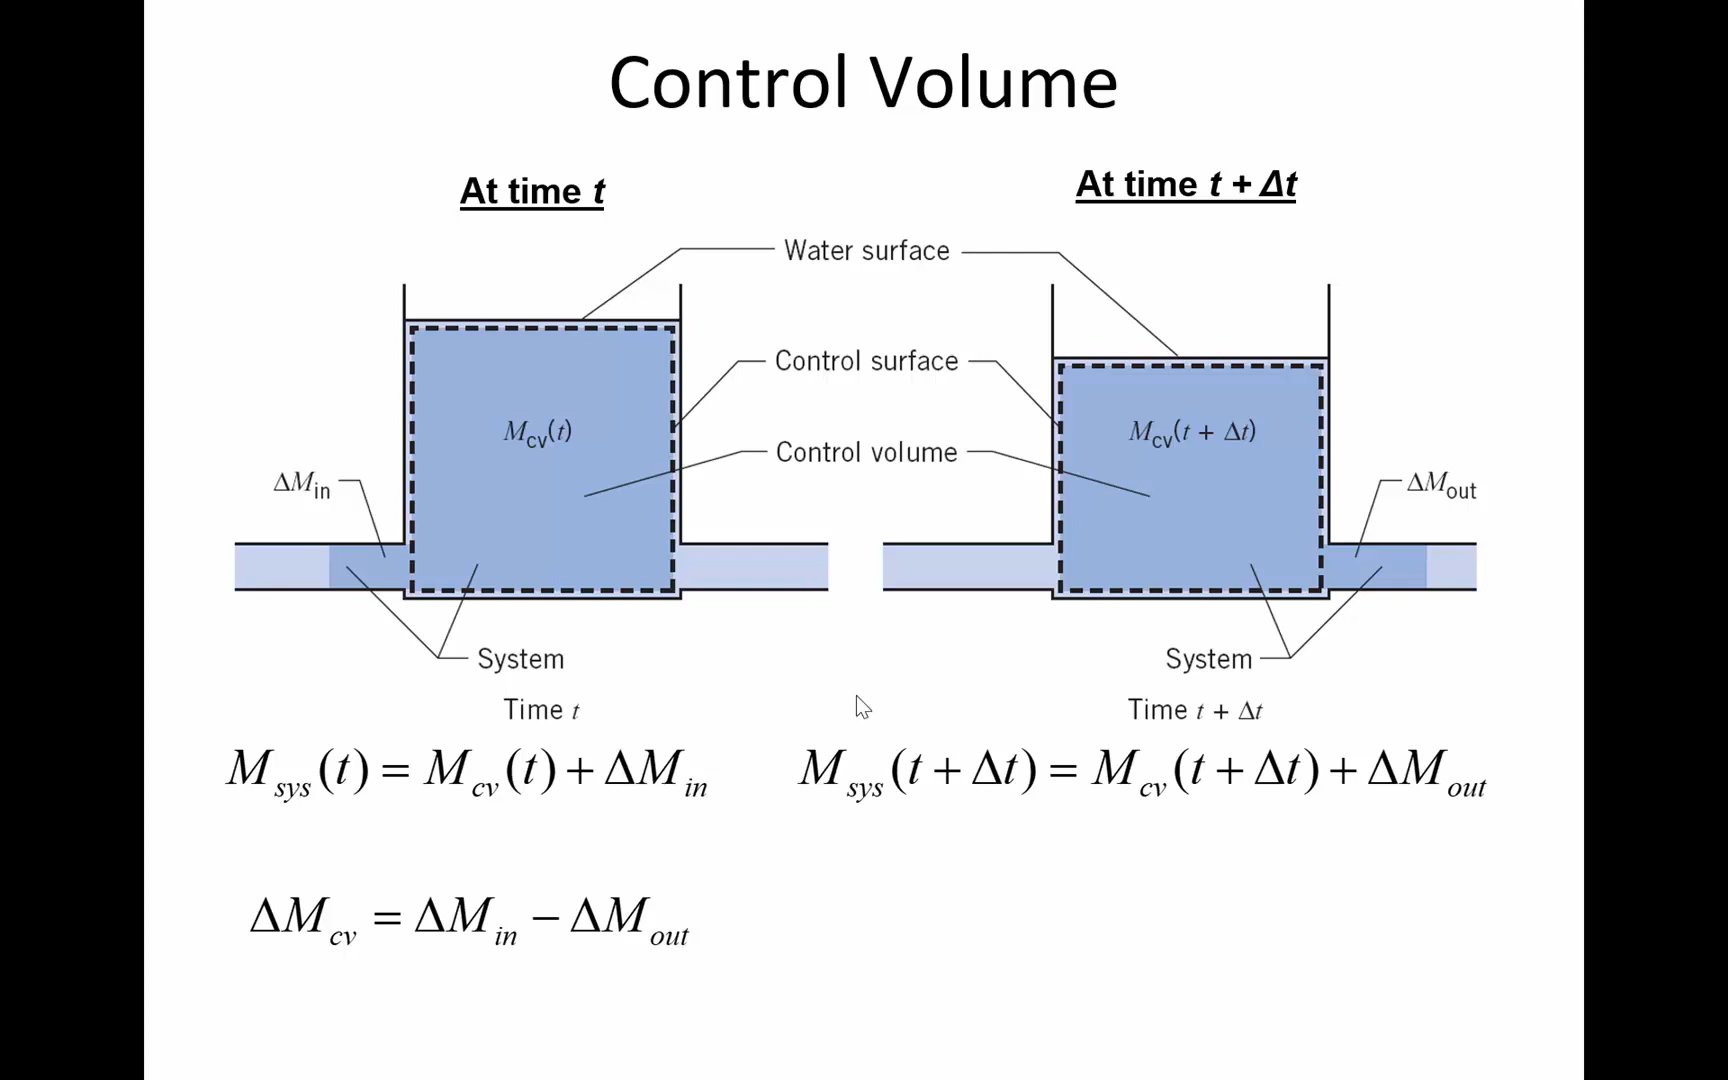 Control Volume
At time t
At time t + Δt
Water surface
Control surface
M_cv(t)
M_cv(t + Δt)
Control volume
ΔM_in
ΔM_out
System
System
Time t
Time t + Δt
M_sys(t) = M_cv(t) + ΔM_in
M_sys(t + Δt) = M_cv(t + Δt) + ΔM_out
ΔM_cv = ΔM_in − ΔM_out